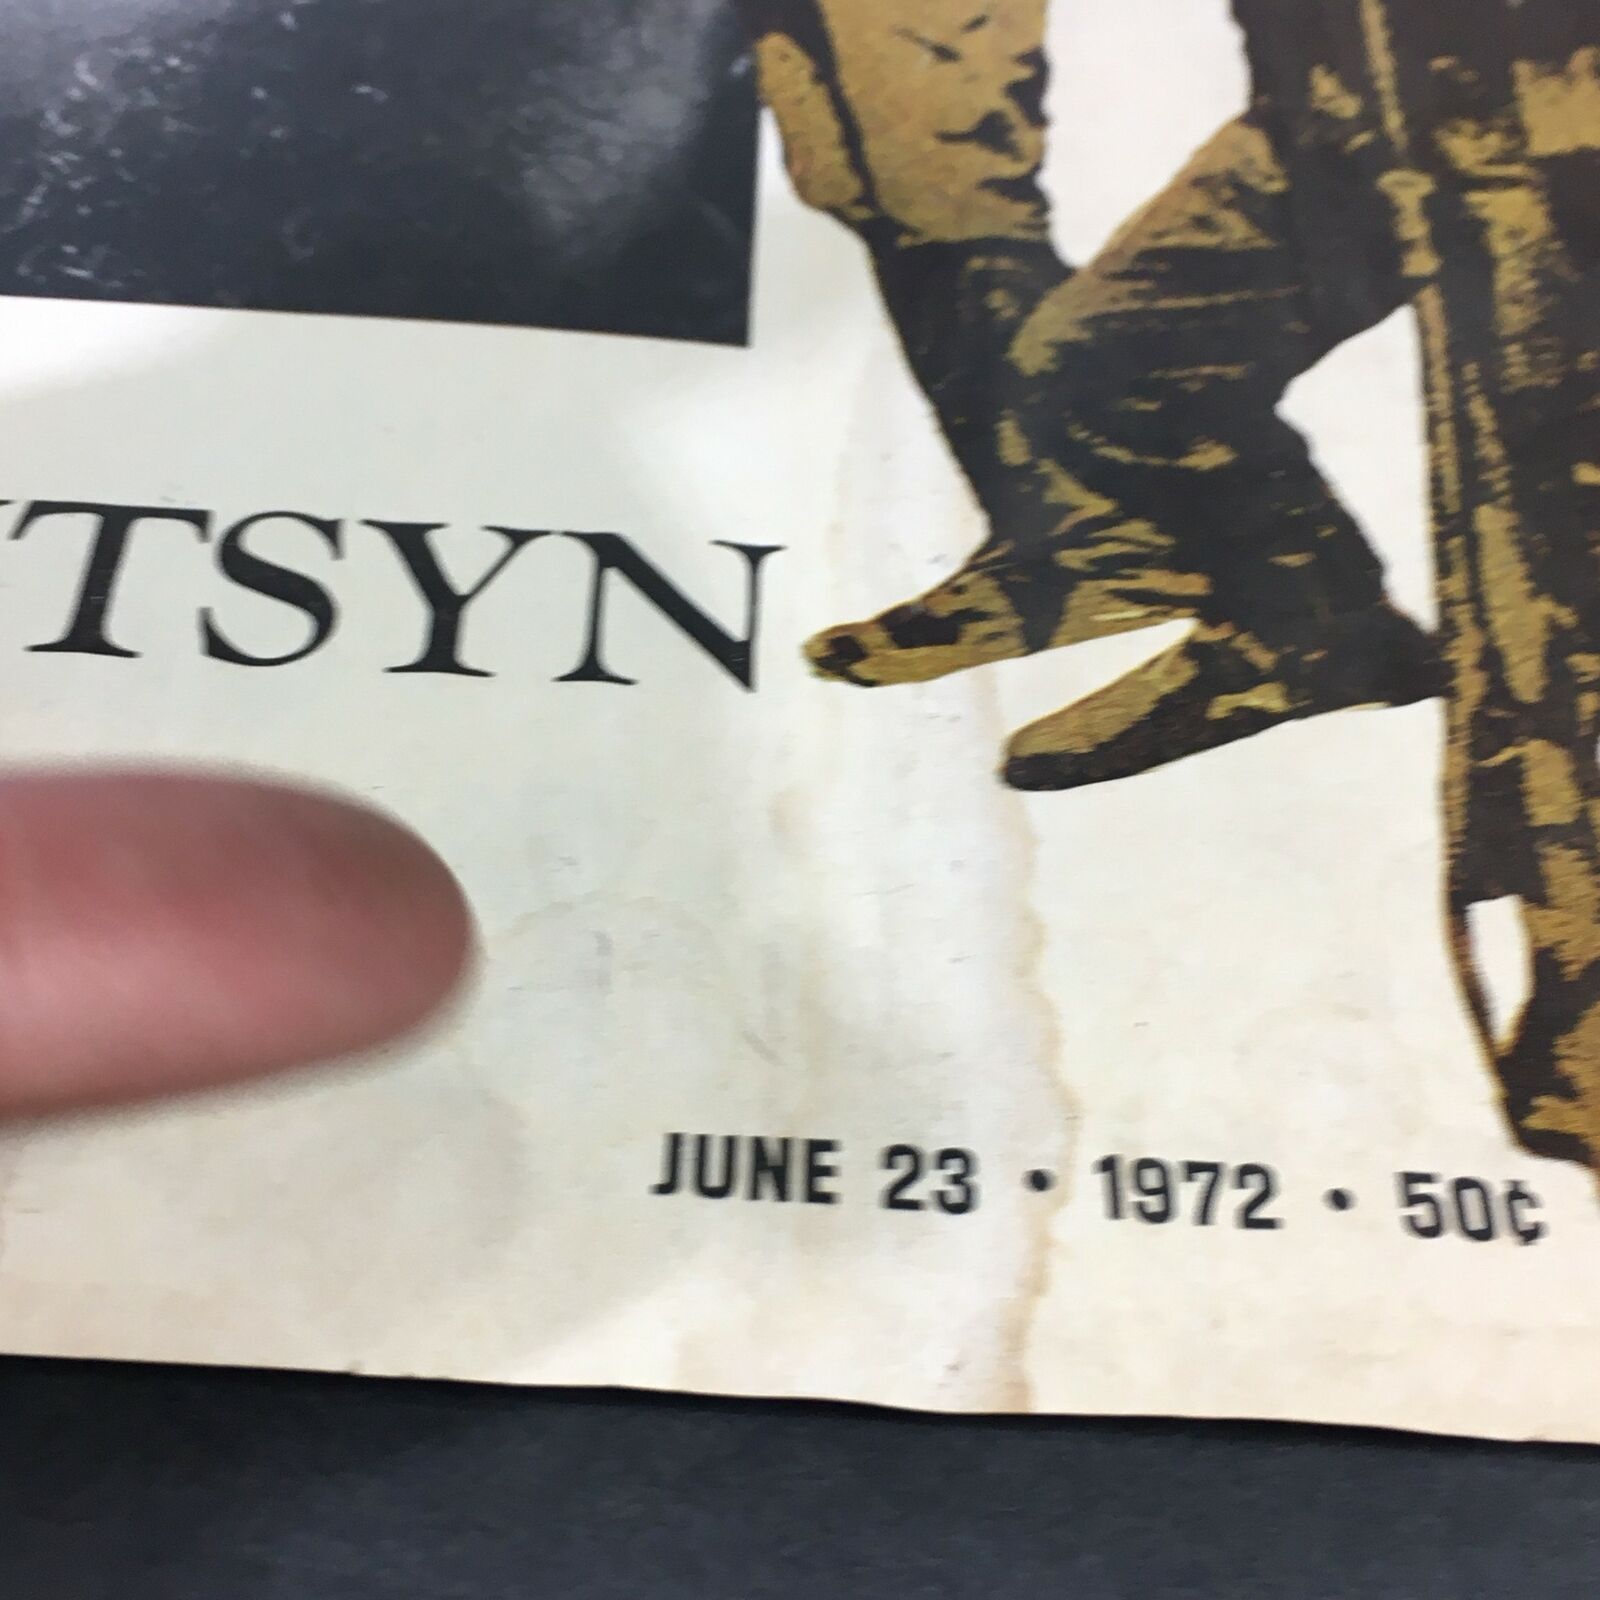 TSYN
JUNE 23 • 1972 • 50¢